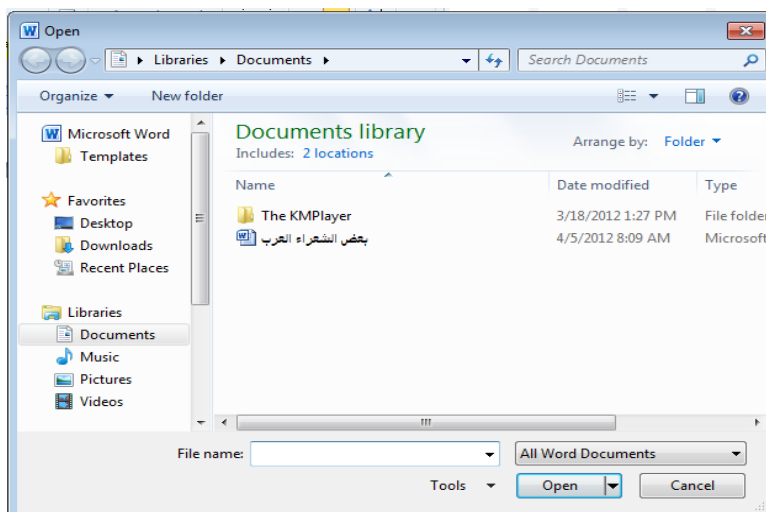 Open
Libraries Documents
Search Documents
Organize New folder
Microsoft Word
Templates
Favorites
Desktop
Downloads
Recent Places
Libraries
Documents
Music
Pictures
Videos
Documents library
Includes: 2 locations
Arrange by: Folder
Name Date modified Type
The KMPlayer 3/18/2012 1:27 PM File folde
بعض الشعراء العرب 4/5/2012 8:09 AM Microsoft
File name: All Word Documents
Tools Open Cancel